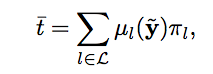 t̄ = ∑_{l∈ℒ} μ_l(ỹ)π_l,